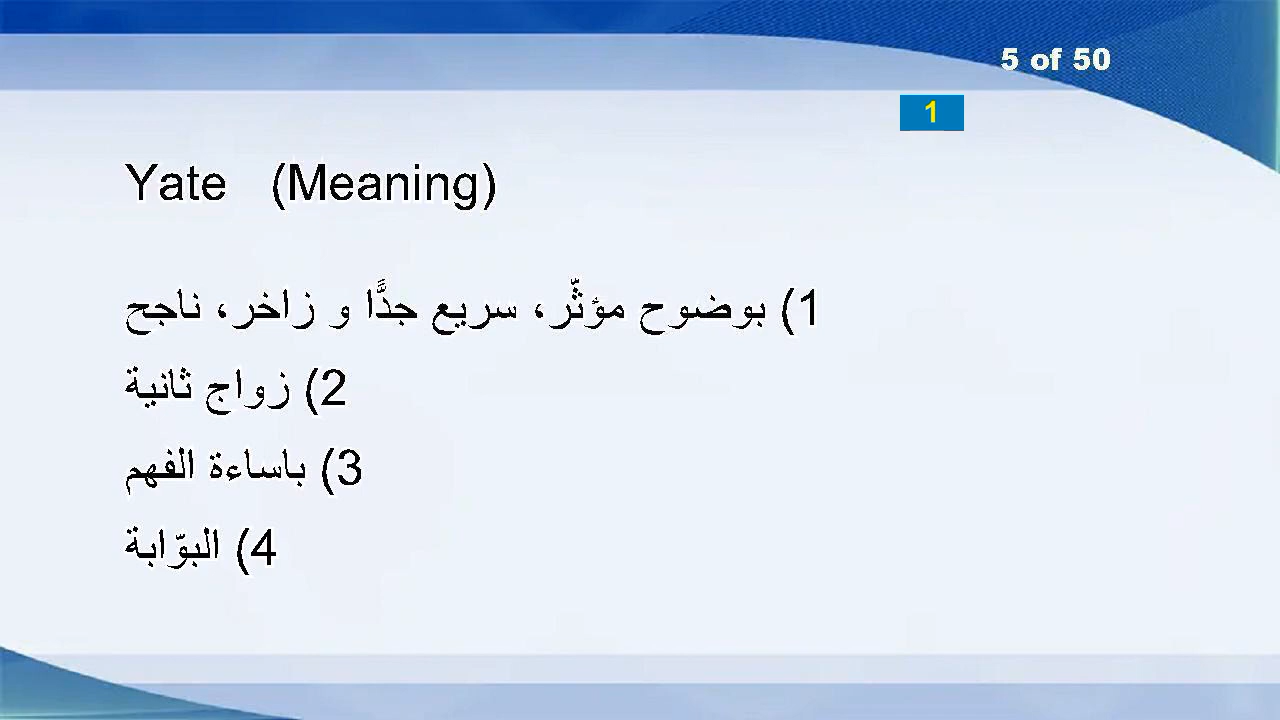 5 of 50
1
Yate (Meaning)
1) بوضوح مؤثّر، سريع جدًّا و زاخر، ناجح
2) زواج ثانية
3) باساءة الفهم
4) البوّابة